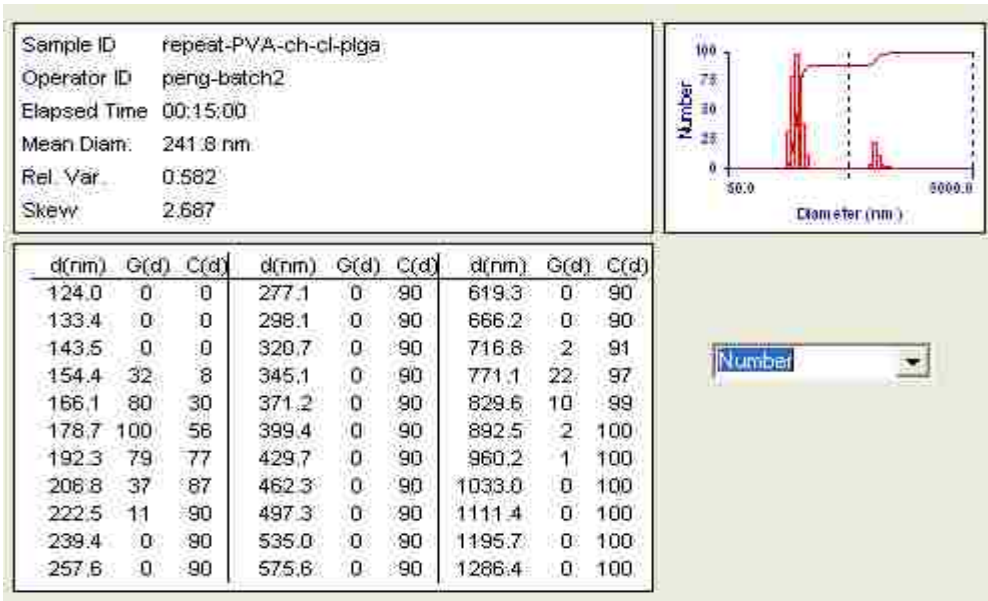 Sample ID repeat-PVA-ch-cl-plga
Operator ID peng-batch2
Elapsed Time 00:15:00
Mean Diam. 241.8 nm
Rel. Var. 0.582
Skew 2.687
100
75
50
25
0
Number
50.0 5000.0
Diameter (nm)
d(nm) G(d) C(d) d(nm) G(d) C(d) d(nm) G(d) C(d)
124.0 0 0 277.1 0 90 619.3 0 90
133.4 0 0 298.1 0 90 666.2 0 90
143.5 0 0 320.7 0 90 716.8 2 91
154.4 32 8 345.1 0 90 771.1 22 97
166.1 80 30 371.2 0 90 829.6 10 99
178.7 100 56 399.4 0 90 892.5 2 100
192.3 79 77 429.7 0 90 960.2 1 100
206.8 37 87 462.3 0 90 1033.0 0 100
222.5 11 90 497.3 0 90 1111.4 0 100
239.4 0 90 535.0 0 90 1195.7 0 100
257.6 0 90 575.6 0 90 1286.4 0 100
Number